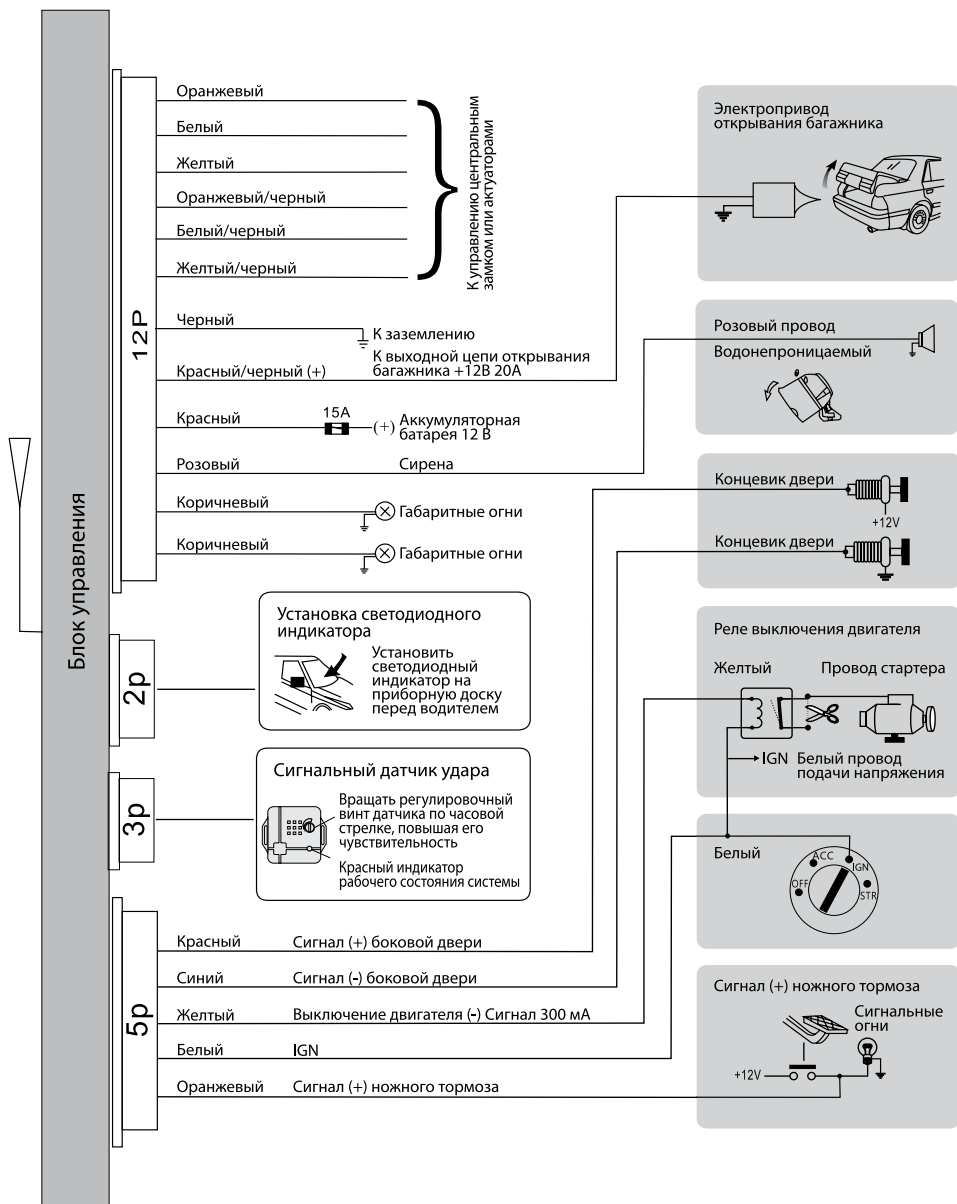 Блок управления
12P
Оранжевый
Белый
Желтый
Оранжевый/черный
Белый/черный
Желтый/черный
К управлению центральным
замком или актуаторами
Черный
К заземлению
Красный/черный (+)
К выходной цепи открывания
багажника +12В 20А
Красный
15А
(+)
Аккумуляторная
батарея 12 В
Розовый
Сирена
Коричневый
Габаритные огни
Коричневый
Габаритные огни
2p
Установка светодиодного
индикатора
Установить
светодиодный
индикатор на
приборную доску
перед водителем
3p
Сигнальный датчик удара
Вращать регулировочный
винт датчика по часовой
стрелке, повышая его
чувствительность
Красный индикатор
рабочего состояния системы
5p
Красный
Сигнал (+) боковой двери
Синий
Сигнал (-) боковой двери
Желтый
Выключение двигателя (-) Сигнал 300 мА
Белый
IGN
Оранжевый
Сигнал (+) ножного тормоза
Электропривод
открывания багажника
Розовый провод
Водонепроницаемый
Концевик двери
+12V
Концевик двери
Реле выключения двигателя
Желтый
Провод стартера
IGN
Белый провод
подачи напряжения
Белый
OFF
ACC
IGN
STR
Сигнал (+) ножного тормоза
Сигнальные
огни
+12V